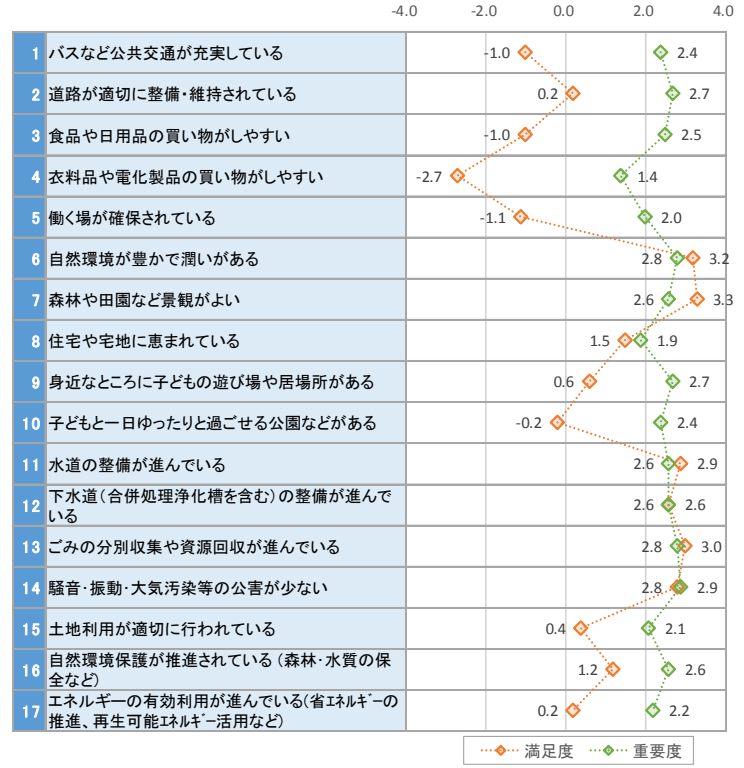 -4.0 -2.0 0.0 2.0 4.0
1 バスなど公共交通が充実している -1.0 2.4
2 道路が適切に整備・維持されている 0.2 2.7
3 食品や日用品の買い物がしやすい -1.0 2.5
4 衣料品や電化製品の買い物がしやすい -2.7 1.4
5 働く場が確保されている -1.1 2.0
6 自然環境が豊かで潤いがある 2.8 3.2
7 森林や田園など景観がよい 2.6 3.3
8 住宅や宅地に恵まれている 1.5 1.9
9 身近なところに子どもの遊び場や居場所がある 0.6 2.7
10 子どもと一日ゆったりと過ごせる公園などがある -0.2 2.4
11 水道の整備が進んでいる 2.6 2.9
12 下水道（合併処理浄化槽を含む）の整備が進んで
いる 2.6 2.6
13 ごみの分別収集や資源回収が進んでいる 2.8 3.0
14 騒音・振動・大気汚染等の公害が少ない 2.8 2.9
15 土地利用が適切に行われている 0.4 2.1
16 自然環境保護が推進されている（森林・水質の保
全など） 1.2 2.6
17 エネルギーの有効利用が進んでいる(省ｴﾈﾙｷﾞｰの
推進、再生可能ｴﾈﾙｷﾞｰ活用など） 0.2 2.2
満足度 重要度